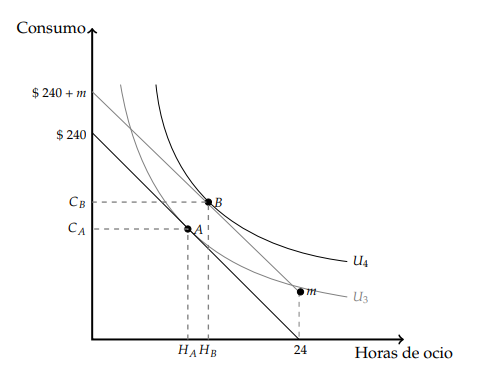 Consumo
$ 240 + m
$ 240
C_B
B
C_A
A
U_4
m
U_3
H_A H_B
24
Horas de ocio